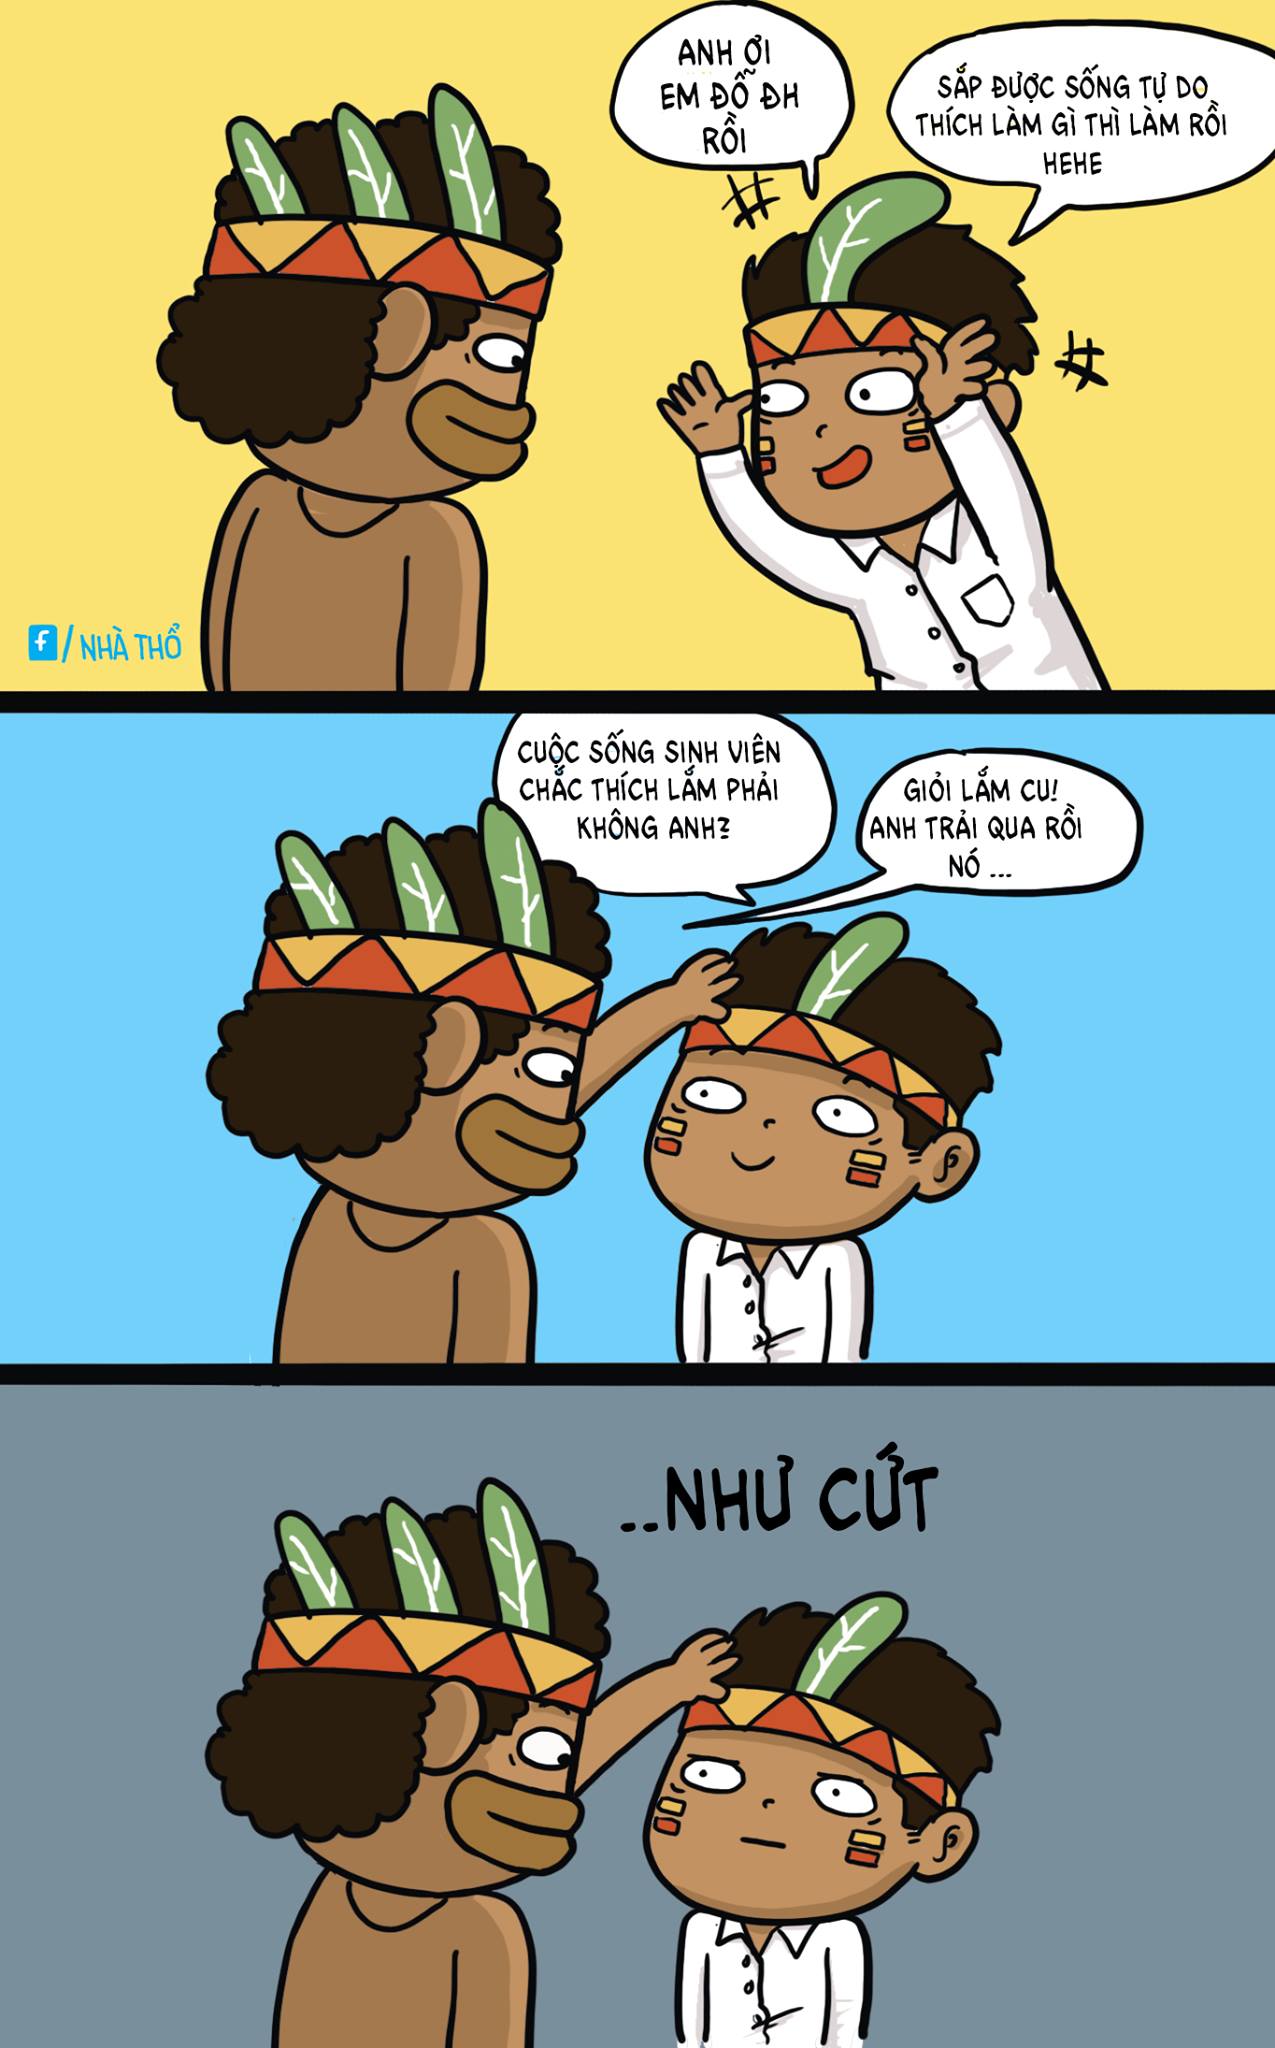 ANH ƠI
EM ĐỖ ĐH
RỒI
SẮP ĐƯỢC SỐNG TỰ DO
THÍCH LÀM GÌ THÌ LÀM RỒI
HEHE
f/NHÀ THỔ
CUỘC SỐNG SINH VIÊN
CHẮC THÍCH LẮM PHẢI
KHÔNG ANH?
GIỎI LẮM CU!
ANH TRẢI QUA RỒI
NÓ ...
..NHƯ CỨT